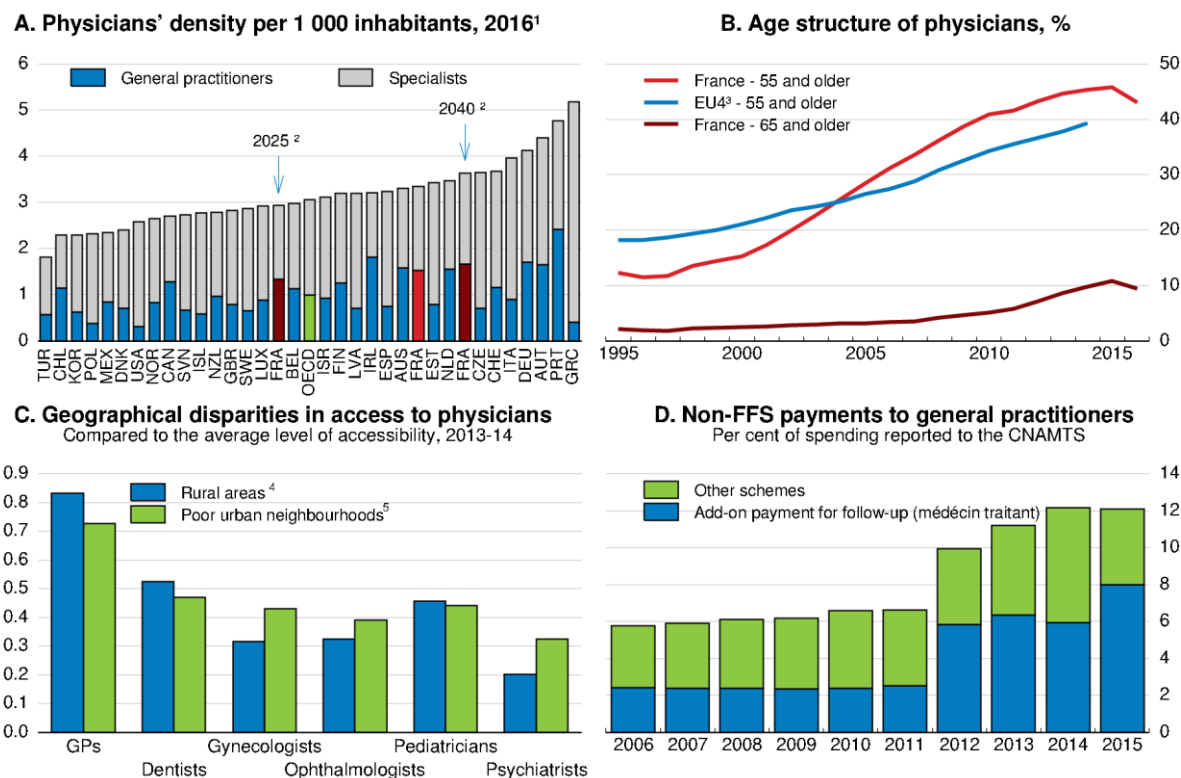 A. Physicians' density per 1 000 inhabitants, 2016¹
6
5
4
3
2
1
0
General practitioners
Specialists
2025 ²
2040 ²
TUR
CHL
KOR
POL
MEX
DNK
USA
NOR
CAN
SVN
ISL
NZL
GBR
SWE
LUX
FRA
BEL
OECD
ISR
FIN
LVA
IRL
ESP
AUS
FRA
EST
NLD
FRA
CZE
CHE
ITA
DEU
AUT
PRT
GRC
B. Age structure of physicians, %
France - 55 and older
EU4³ - 55 and older
France - 65 and older
50
40
30
20
10
0
1995
2000
2005
2010
2015
C. Geographical disparities in access to physicians
Compared to the average level of accessibility, 2013-14
0.9
0.8
0.7
0.6
0.5
0.4
0.3
0.2
0.1
0.0
Rural areas ⁴
Poor urban neighbourhoods⁵
GPs
Dentists
Gynecologists
Ophthalmologists
Pediatricians
Psychiatrists
D. Non-FFS payments to general practitioners
Per cent of spending reported to the CNAMTS
Other schemes
Add-on payment for follow-up (médécin traitant)
14
12
10
8
6
4
2
0
2006
2007
2008
2009
2010
2011
2012
2013
2014
2015